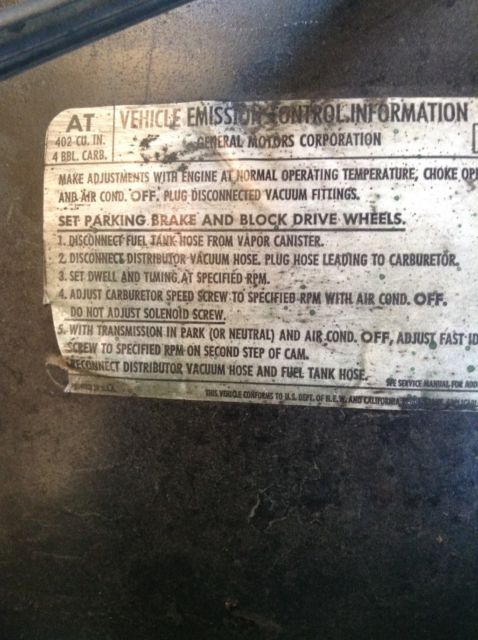 AT
402 CU. IN.
4 BBL. CARB.
VEHICLE EMISSION CONTROL INFORMATION
GENERAL MOTORS CORPORATION
MAKE ADJUSTMENTS WITH ENGINE AT NORMAL OPERATING TEMPERATURE, CHOKE OPE
AND AIR COND. OFF. PLUG DISCONNECTED VACUUM FITTINGS.
SET PARKING BRAKE AND BLOCK DRIVE WHEELS.
1. DISCONNECT FUEL TANK HOSE FROM VAPOR CANISTER.
2. DISCONNECT DISTRIBUTOR VACUUM HOSE. PLUG HOSE LEADING TO CARBURETOR.
3. SET DWELL AND TIMING AT SPECIFIED RPM.
4. ADJUST CARBURETOR SPEED SCREW TO SPECIFIED RPM WITH AIR COND. OFF.
DO NOT ADJUST SOLENOID SCREW.
5. WITH TRANSMISSION IN PARK (OR NEUTRAL) AND AIR COND. OFF, ADJUST FAST ID
SCREW TO SPECIFIED RPM ON SECOND STEP OF CAM.
RECONNECT DISTRIBUTOR VACUUM HOSE AND FUEL TANK HOSE.
SEE SERVICE MANUAL FOR ADD
THIS VEHICLE CONFORMS TO U.S. DEPT. OF H.E.W. AND CALIFORNIA